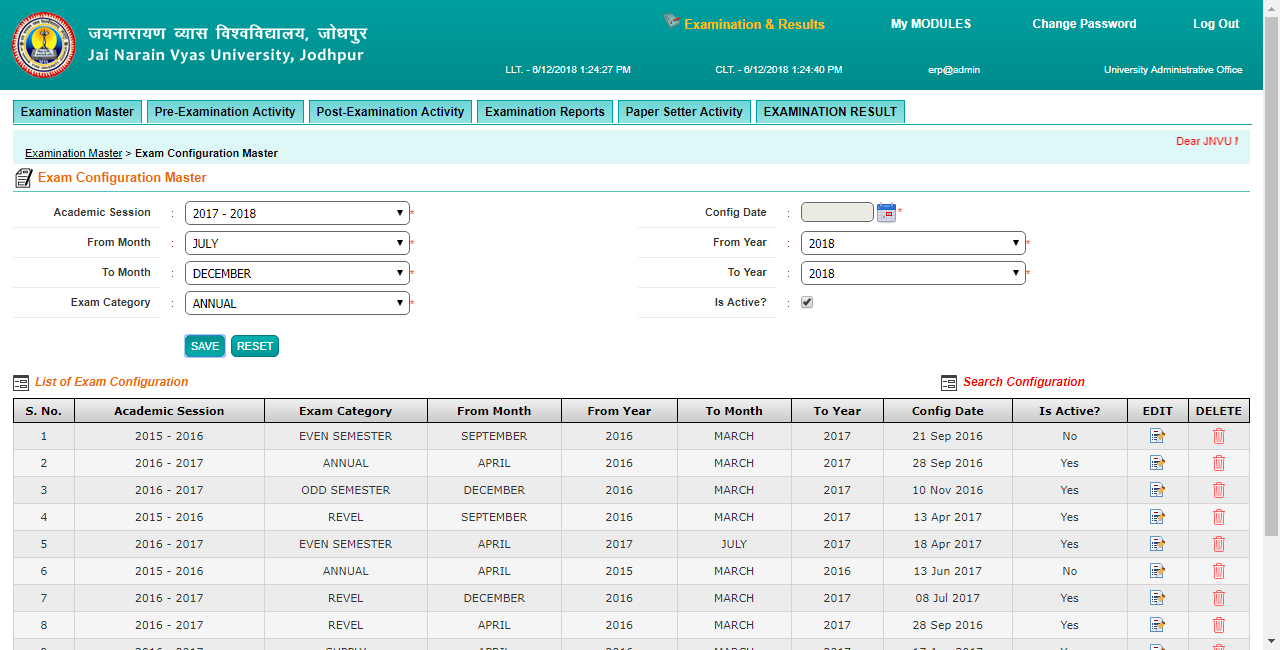 जयनारायण व्यास विश्वविद्यालय, जोधपुर
Jai Narain Vyas University, Jodhpur
Examination & Results My MODULES Change Password Log Out
LLT. - 6/12/2018 1:24:27 PM CLT. - 6/12/2018 1:24:40 PM erp@admin University Administrative Office
Examination Master Pre-Examination Activity Post-Examination Activity Examination Reports Paper Setter Activity EXAMINATION RESULT
Dear JNVU
Examination Master > Exam Configuration Master
Exam Configuration Master
Academic Session : 2017 - 2018 * Config Date : *
From Month : JULY * From Year : 2018 *
To Month : DECEMBER * To Year : 2018 *
Exam Category : ANNUAL * Is Active? :
SAVE RESET
List of Exam Configuration Search Configuration
S. No. Academic Session Exam Category From Month From Year To Month To Year Config Date Is Active? EDIT DELETE
1 2015 - 2016 EVEN SEMESTER SEPTEMBER 2016 MARCH 2017 21 Sep 2016 No
2 2016 - 2017 ANNUAL APRIL 2016 MARCH 2017 28 Sep 2016 Yes
3 2016 - 2017 ODD SEMESTER DECEMBER 2016 MARCH 2017 10 Nov 2016 Yes
4 2015 - 2016 REVEL SEPTEMBER 2016 MARCH 2017 13 Apr 2017 Yes
5 2016 - 2017 EVEN SEMESTER APRIL 2017 JULY 2017 18 Apr 2017 Yes
6 2015 - 2016 ANNUAL APRIL 2015 MARCH 2016 13 Jun 2017 No
7 2016 - 2017 REVEL DECEMBER 2016 MARCH 2017 08 Jul 2017 Yes
8 2016 - 2017 REVEL APRIL 2016 MARCH 2017 28 Sep 2016 Yes